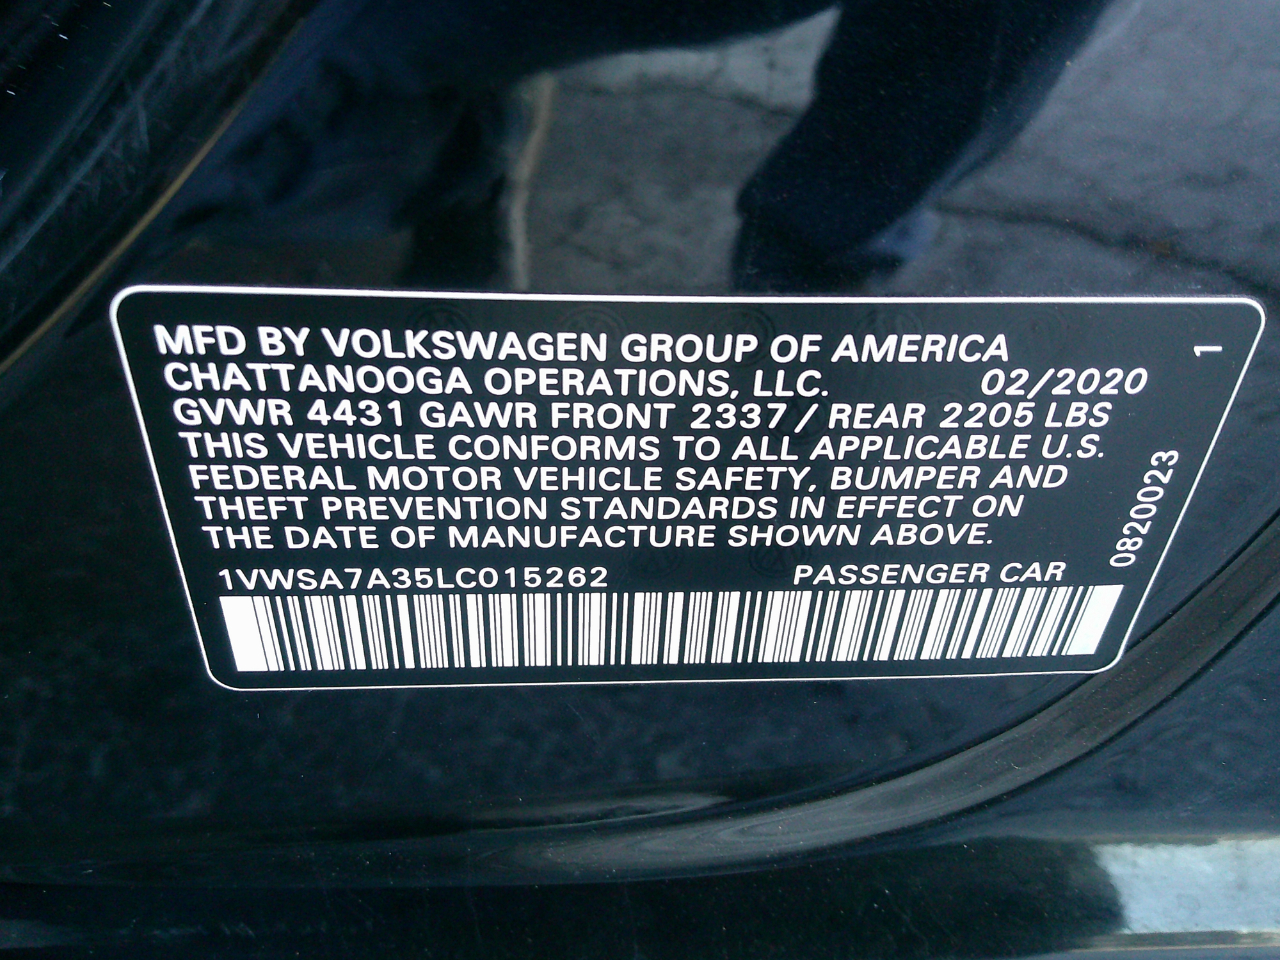 MFD BY VOLKSWAGEN GROUP OF AMERICA
CHATTANOOGA OPERATIONS, LLC. 02/2020
GVWR 4431 GAWR FRONT 2337 / REAR 2205 LBS
THIS VEHICLE CONFORMS TO ALL APPLICABLE U.S.
FEDERAL MOTOR VEHICLE SAFETY, BUMPER AND
THEFT PREVENTION STANDARDS IN EFFECT ON
THE DATE OF MANUFACTURE SHOWN ABOVE.
1VWSA7A35LC015262 PASSENGER CAR
1
0820023